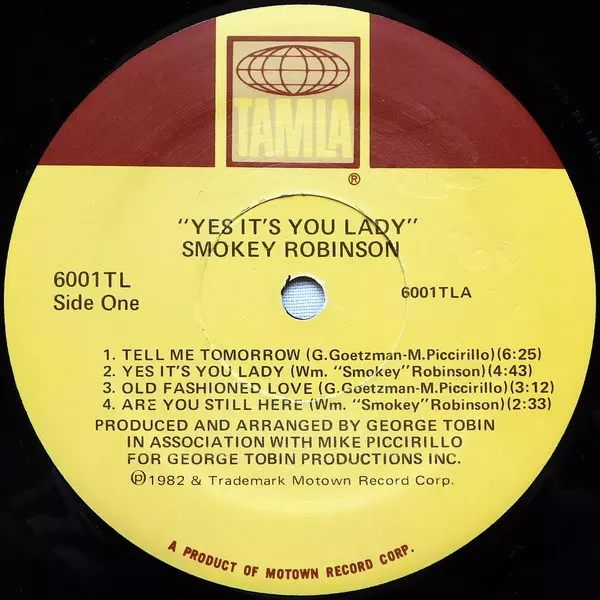 TAMLA
®
"YES IT'S YOU LADY"
SMOKEY ROBINSON
6001TL
Side One
6001TLA
1. TELL ME TOMORROW (G.Goetzman-M.Piccirillo)(6:25)
2. YES IT'S YOU LADY (Wm. "Smokey"Robinson)(4:43)
3. OLD FASHIONED LOVE (G.Goetzman-M.Piccirillo)(3:12)
4. ARE YOU STILL HERE (Wm. "Smokey"Robinson)(2:33)
PRODUCED AND ARRANGED BY GEORGE TOBIN
IN ASSOCIATION WITH MIKE PICCIRILLO
FOR GEORGE TOBIN PRODUCTIONS INC.
℗1982 & Trademark Motown Record Corp.
A PRODUCT OF MOTOWN RECORD CORP.